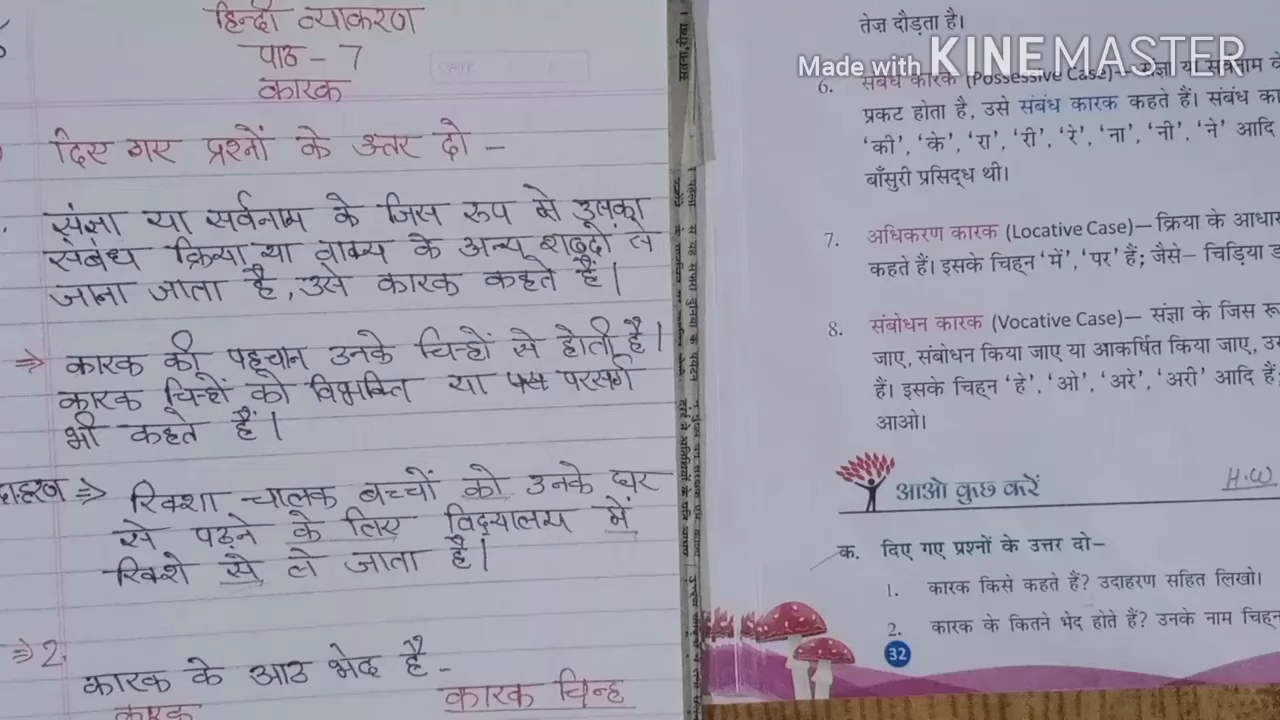 हिन्दी व्याकरण
पाठ - 7
कारक
दिए गए प्रश्नों के उत्तर दो -
संज्ञा या सर्वनाम के जिस रूप से उसका
संबंध क्रिया या वाक्य के अन्य शब्दों से
जाना जाता है, उसे कारक कहते हैं।
⇒ कारक की पहचान उनके चिन्हों से होती है।
कारक चिन्हों को विभक्ति या परसर्ग
भी कहते हैं।
⇒ रिक्शा चालक बच्चों को उनके घर
से पढ़ने के लिए विद्यालय में
रिक्शे से ले जाता है।
⇒ 2.
कारक के आठ भेद है -
कारक कारक चिन्ह
तेज़ दौड़ता है।
Made with KINEMASTER
6. संबंध कारक (Possessive Case)— संज्ञा या सर्वनाम के
प्रकट होता है, उसे संबंध कारक कहते हैं। संबंध का
'की', 'के', 'रा', 'री', 'रे', 'ना', 'नी', 'ने' आदि
बाँसुरी प्रसिद्ध थी।
7. अधिकरण कारक (Locative Case)— क्रिया के आधार
कहते हैं। इसके चिह्न 'में', 'पर' हैं; जैसे— चिड़िया
8. संबोधन कारक (Vocative Case)— संज्ञा के जिस
जाए, संबोधन किया जाए या आकर्षित किया जाए,
हैं। इसके चिह्न 'हे', 'ओ', 'अरे', 'अरी' आदि हैं;
आओ।
आओ कुछ करें
H.W
क. दिए गए प्रश्नों के उत्तर दो—
1. कारक किसे कहते हैं? उदाहरण सहित लिखो।
2. कारक के कितने भेद होते हैं? उनके नाम
32